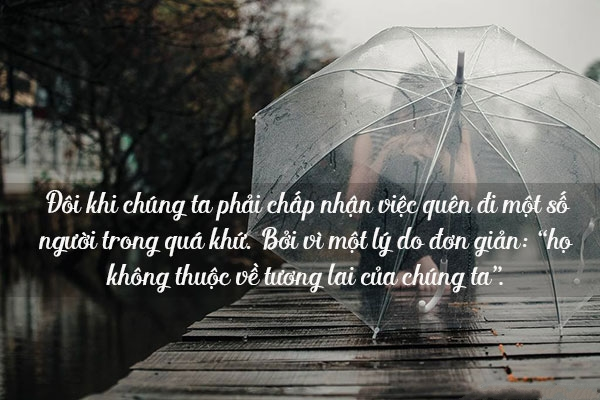 Đôi khi chúng ta phải chấp nhận việc quên đi một số
người trong quá khứ. Bởi vì một lý do đơn giản: “họ
không thuộc về tương lai của chúng ta”.